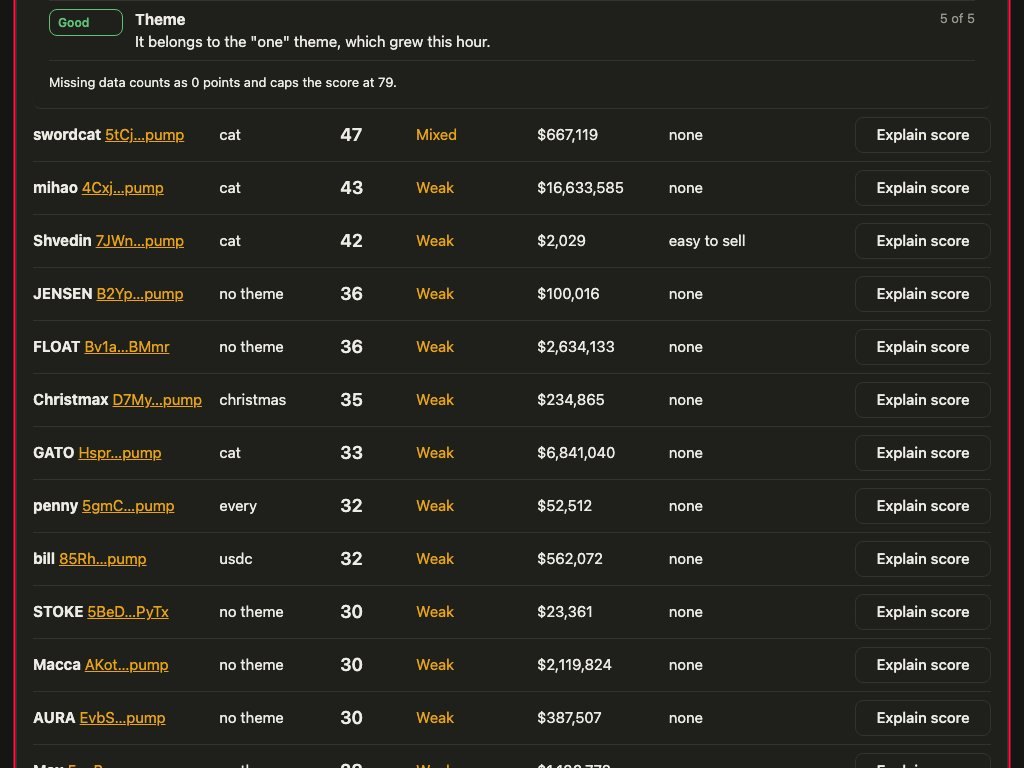 Good
Theme
5 of 5
It belongs to the "one" theme, which grew this hour.
Missing data counts as 0 points and caps the score at 79.
swordcat 5tCj...pump cat 47 Mixed $667,119 none Explain score
mihao 4Cxj...pump cat 43 Weak $16,633,585 none Explain score
Shvedin 7JWn...pump cat 42 Weak $2,029 easy to sell Explain score
JENSEN B2Yp...pump no theme 36 Weak $100,016 none Explain score
FLOAT Bv1a...BMmr no theme 36 Weak $2,634,133 none Explain score
Christmax D7My...pump christmas 35 Weak $234,865 none Explain score
GATO Hspr...pump cat 33 Weak $6,841,040 none Explain score
penny 5gmC...pump every 32 Weak $52,512 none Explain score
bill 85Rh...pump usdc 32 Weak $562,072 none Explain score
STOKE 5BeD...PyTx no theme 30 Weak $23,361 none Explain score
Macca AKot...pump no theme 30 Weak $2,119,824 none Explain score
AURA EvbS...pump no theme 30 Weak $387,507 none Explain score